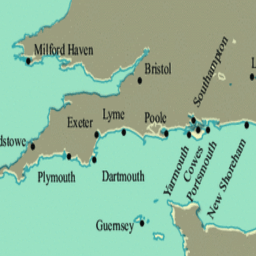 Milford Haven
Southampton
Bristol
L
Exeter
Lyme
Poole
dstowe
Plymouth
Dartmouth
Yarmouth
Cowes
Portsmouth
New Shoreham
Guernsey